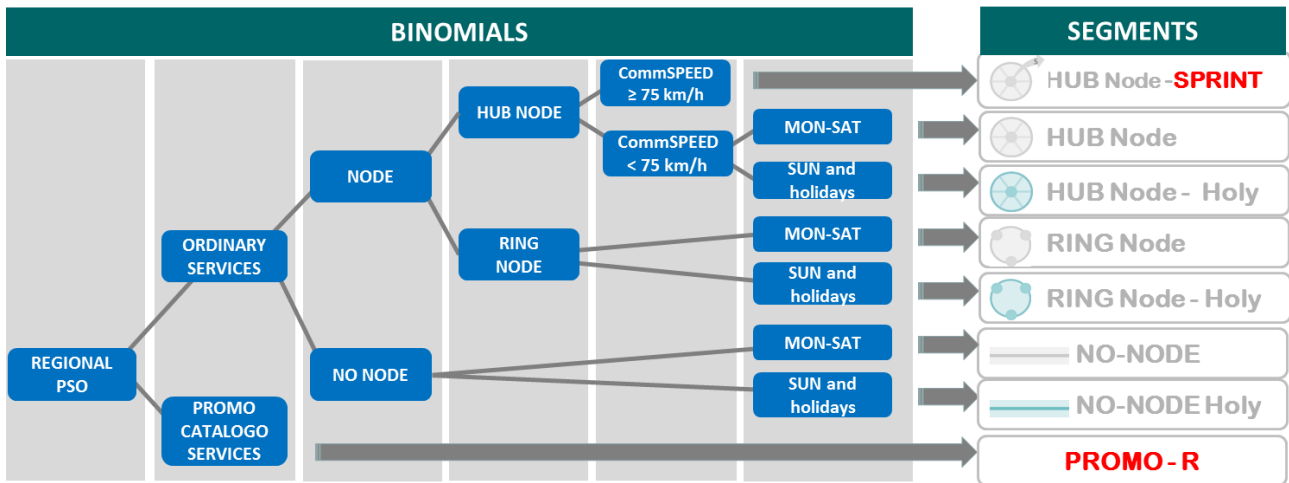 BINOMIALS
SEGMENTS
REGIONAL
PSO
ORDINARY
SERVICES
PROMO
CATALOGO
SERVICES
NODE
NO NODE
HUB NODE
RING
NODE
CommSPEED
≥ 75 km/h
CommSPEED
< 75 km/h
MON-SAT
SUN and
holidays
MON-SAT
SUN and
holidays
MON-SAT
SUN and
holidays
S
HUB Node-SPRINT
HUB Node
HUB Node - Holy
RING Node
RING Node - Holy
NO-NODE
NO-NODE Holy
PROMO - R